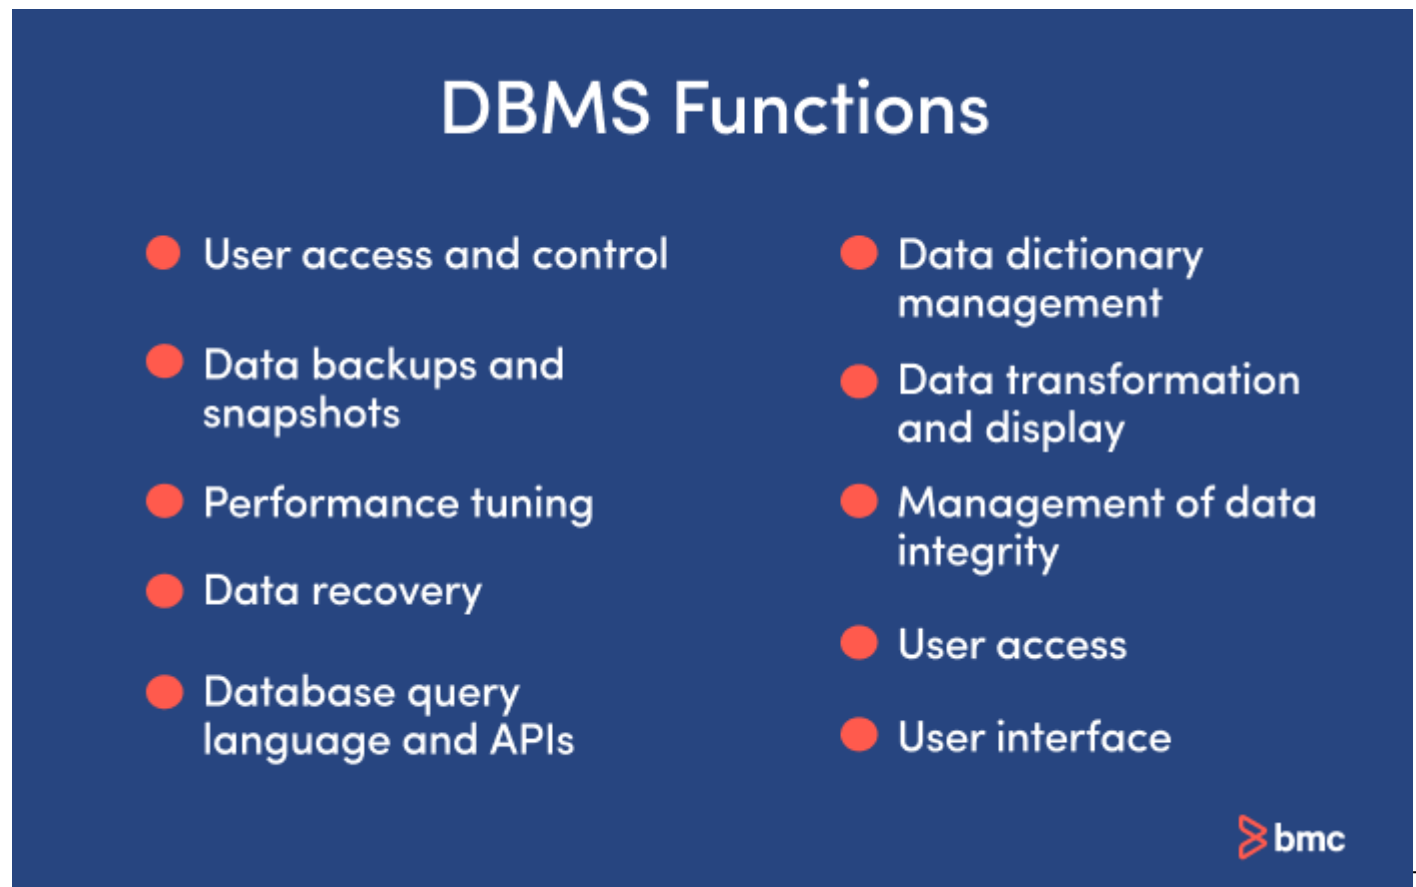 DBMS Functions
User access and control
Data backups and
snapshots
Performance tuning
Data recovery
Database query
language and APIs
Data dictionary
management
Data transformation
and display
Management of data
integrity
User access
User interface
bmc